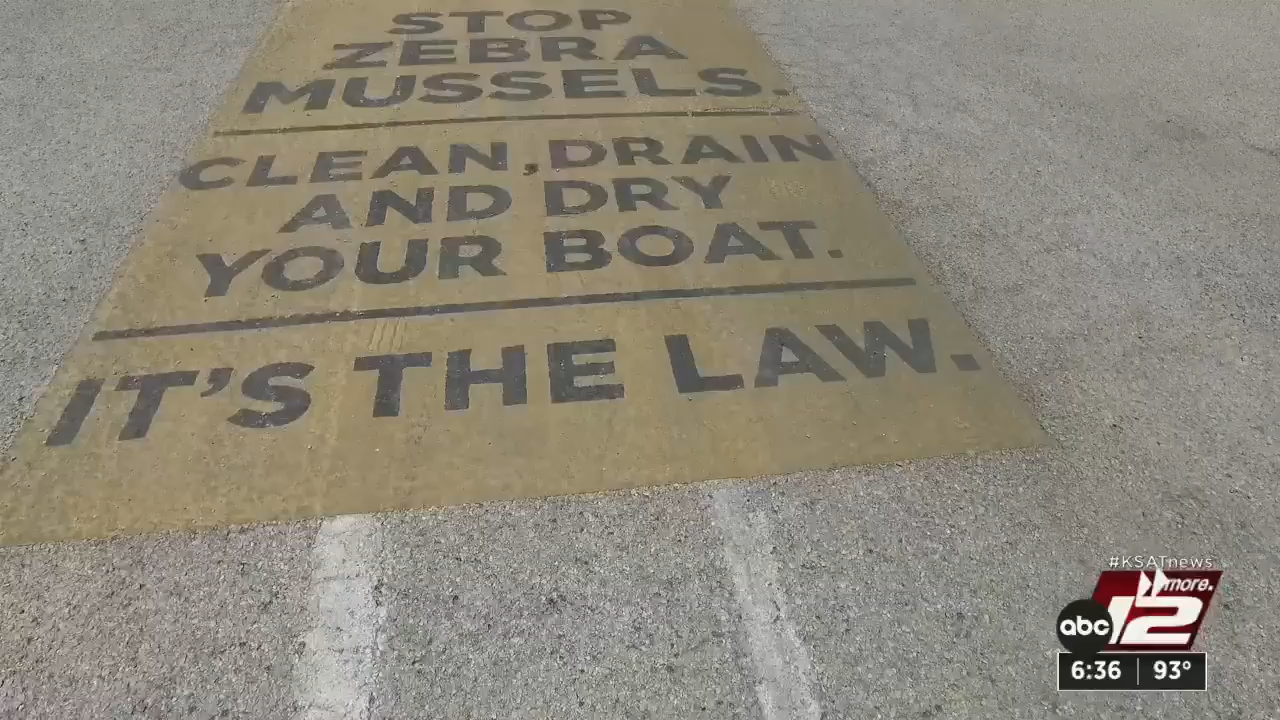 STOP
ZEBRA
MUSSELS.
CLEAN, DRAIN
AND DRY
YOUR BOAT.
IT'S THE LAW.
#KSATnews
more.
abc 12
6:36 93°